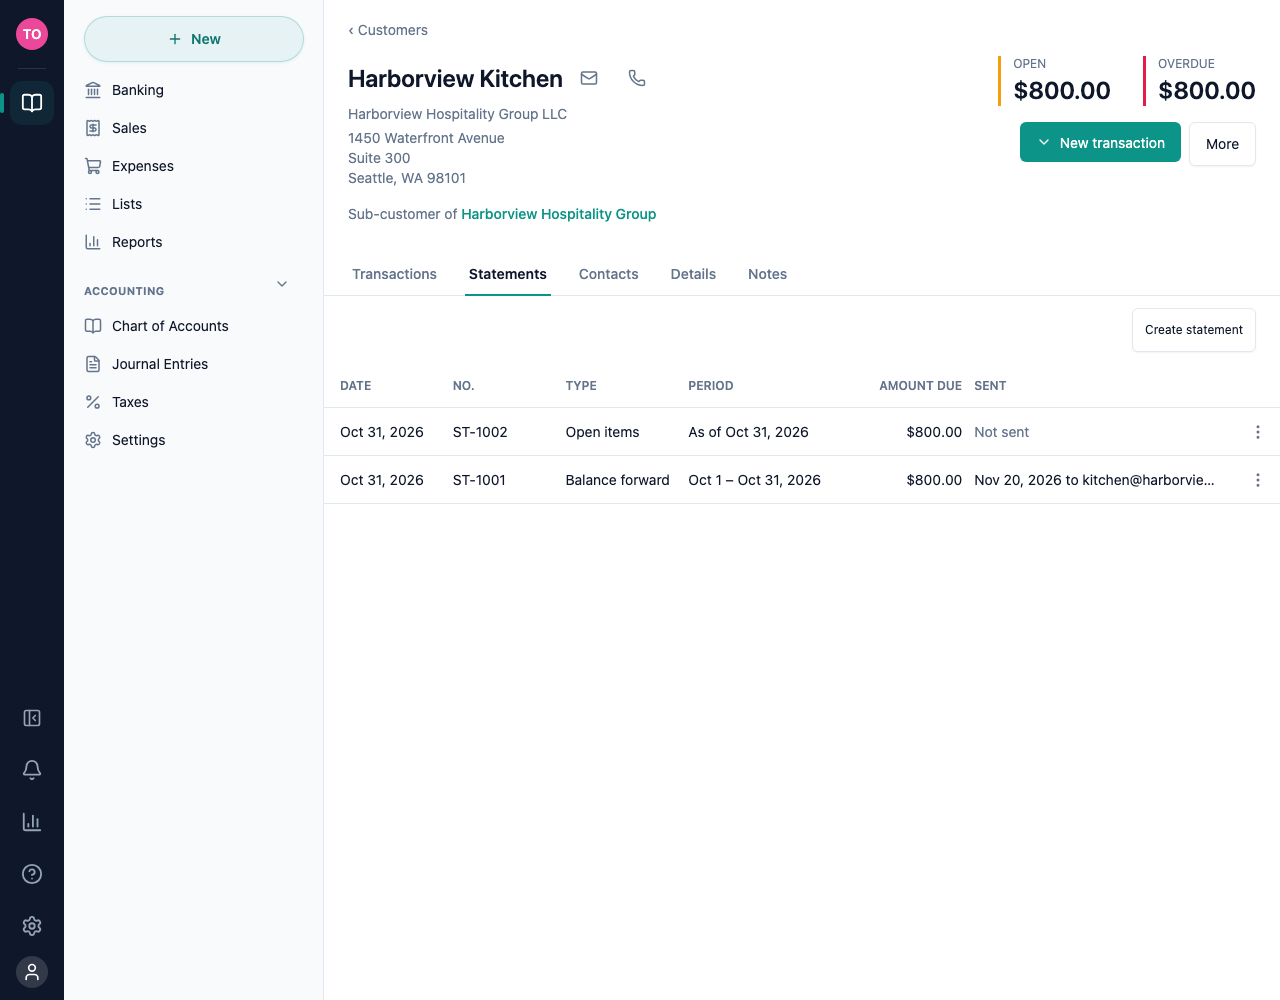 TO
New
Banking
Sales
Expenses
Lists
Reports
ACCOUNTING
Chart of Accounts
Journal Entries
Taxes
Settings
‹ Customers
Harborview Kitchen
Harborview Hospitality Group LLC
1450 Waterfront Avenue
Suite 300
Seattle, WA 98101
Sub-customer of Harborview Hospitality Group
OPEN
$800.00
OVERDUE
$800.00
New transaction
More
Transactions Statements Contacts Details Notes
Create statement
DATE NO. TYPE PERIOD AMOUNT DUE SENT
Oct 31, 2026 ST-1002 Open items As of Oct 31, 2026 $800.00 Not sent
Oct 31, 2026 ST-1001 Balance forward Oct 1 – Oct 31, 2026 $800.00 Nov 20, 2026 to kitchen@harborvie...